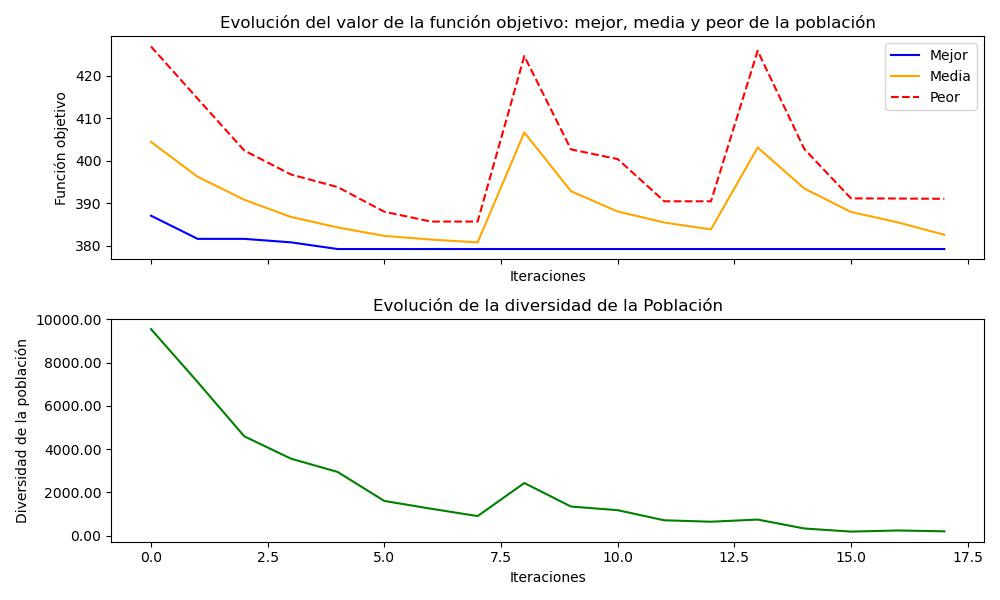 Evolución del valor de la función objetivo: mejor, media y peor de la población
Función objetivo
420
410
400
390
380
Mejor
Media
Peor
Iteraciones
Evolución de la diversidad de la Población
Diversidad de la población
10000.00
8000.00
6000.00
4000.00
2000.00
0.00
0.0 2.5 5.0 7.5 10.0 12.5 15.0 17.5
Iteraciones